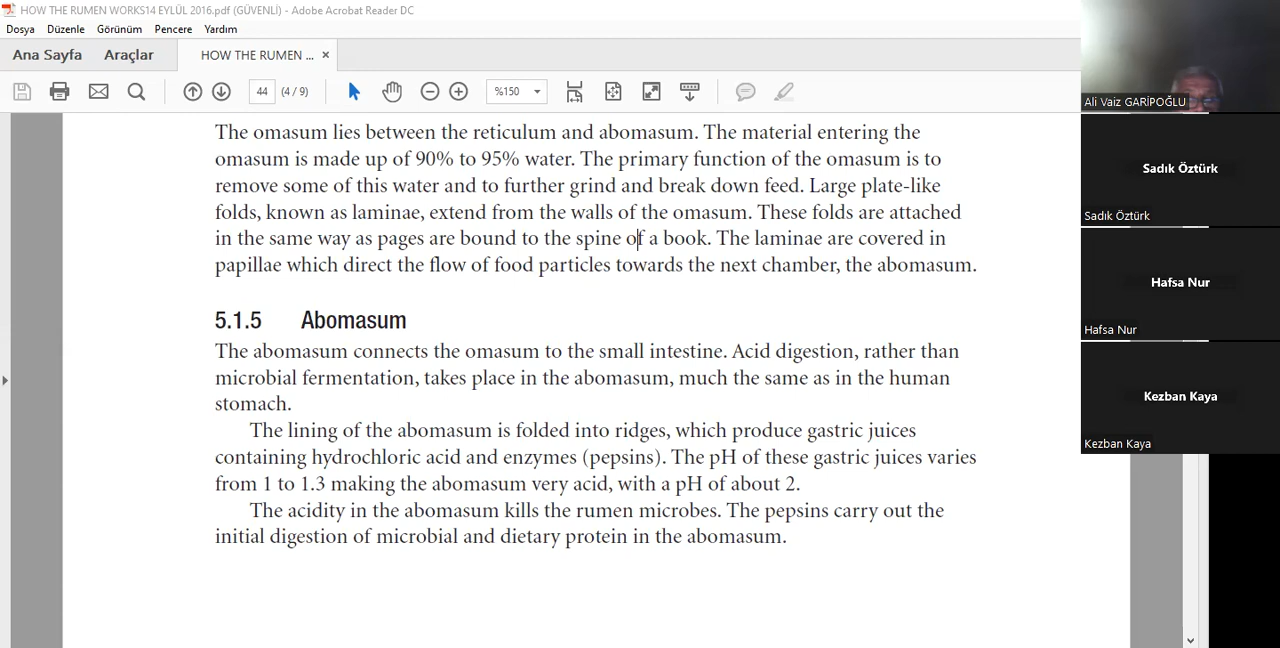 HOW THE RUMEN WORKS14 EYLÜL 2016.pdf (GÜVENLİ) - Adobe Acrobat Reader DC
Dosya Düzenle Görünüm Pencere Yardım
Ana Sayfa Araçlar HOW THE RUMEN ... ×
44 (4 / 9) %150
The omasum lies between the reticulum and abomasum. The material entering the
omasum is made up of 90% to 95% water. The primary function of the omasum is to
remove some of this water and to further grind and break down feed. Large plate-like
folds, known as laminae, extend from the walls of the omasum. These folds are attached
in the same way as pages are bound to the spine of a book. The laminae are covered in
papillae which direct the flow of food particles towards the next chamber, the abomasum.
5.1.5 Abomasum
The abomasum connects the omasum to the small intestine. Acid digestion, rather than
microbial fermentation, takes place in the abomasum, much the same as in the human
stomach.
The lining of the abomasum is folded into ridges, which produce gastric juices
containing hydrochloric acid and enzymes (pepsins). The pH of these gastric juices varies
from 1 to 1.3 making the abomasum very acid, with a pH of about 2.
The acidity in the abomasum kills the rumen microbes. The pepsins carry out the
initial digestion of microbial and dietary protein in the abomasum.
Ali Vaiz GARİPOĞLU
Sadık Öztürk
Sadık Öztürk
Hafsa Nur
Hafsa Nur
Kezban Kaya
Kezban Kaya